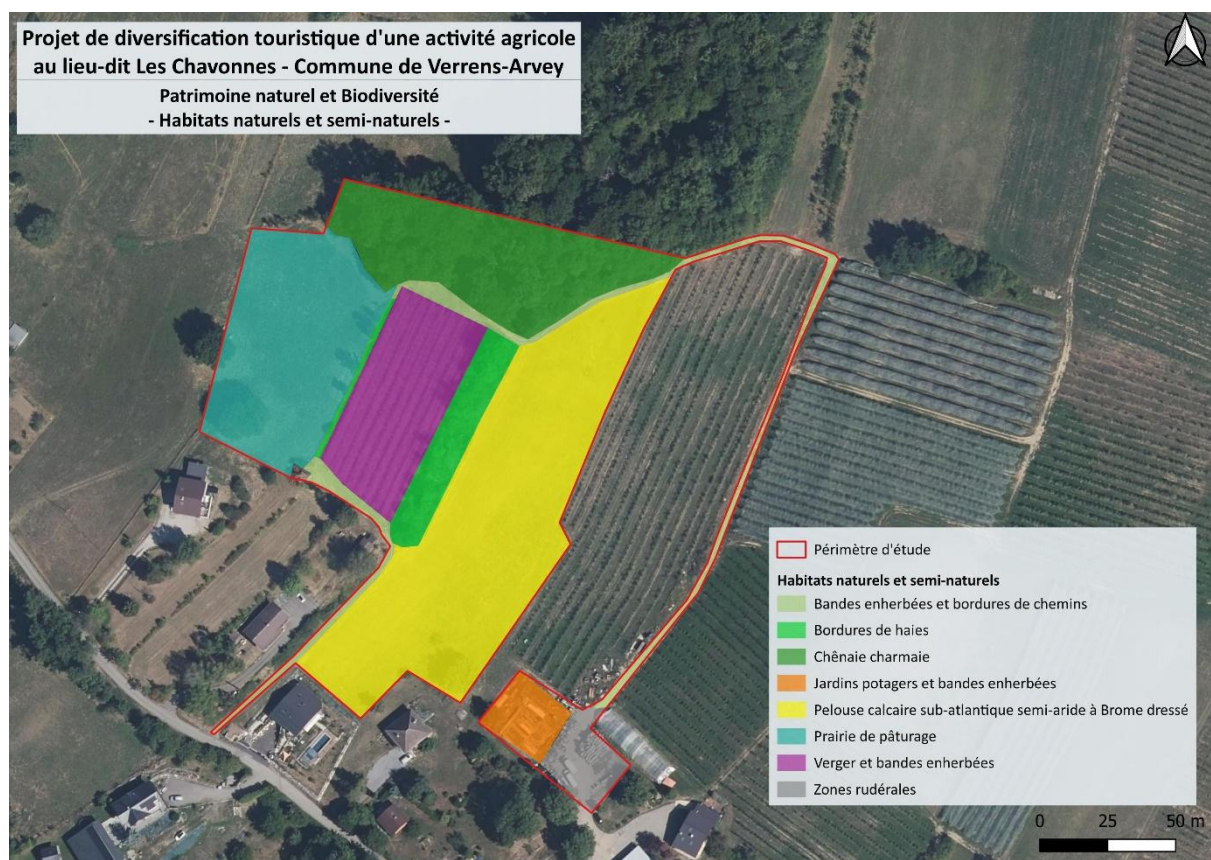 Projet de diversification touristique d'une activité agricole
au lieu-dit Les Chavonnes - Commune de Verrens-Arvey
Patrimoine naturel et Biodiversité
- Habitats naturels et semi-naturels -
Périmètre d'étude
Habitats naturels et semi-naturels
Bandes enherbées et bordures de chemins
Bordures de haies
Chênaie charmaie
Jardins potagers et bandes enherbées
Pelouse calcaire sub-atlantique semi-aride à Brome dressé
Prairie de pâturage
Verger et bandes enherbées
Zones rudérales
0 25 50 m